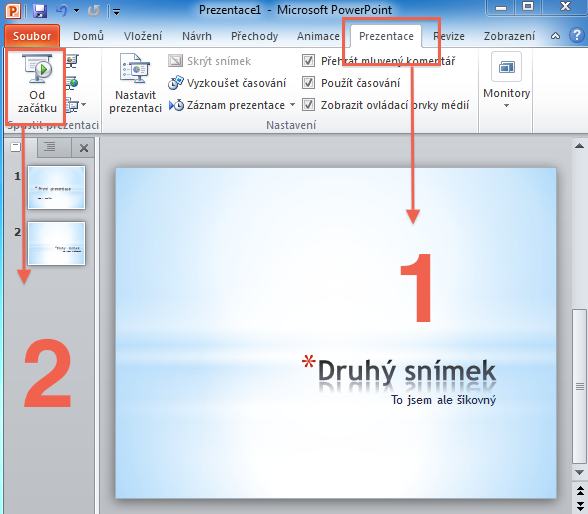 Prezentace1 - Microsoft PowerPoint
Soubor Domů Vložení Návrh Přechody Animace Prezentace Revize Zobrazení
Od začátku
Spustit prezentaci
Nastavit prezentaci
Skrýt snímek
Vyzkoušet časování
Záznam prezentace
Přehrát mluvený komentář
Použít časování
Zobrazit ovládací prvky médií
Nastavení
Monitory
1
2
1
2
*Druhý snímek
To jsem ale šikovný